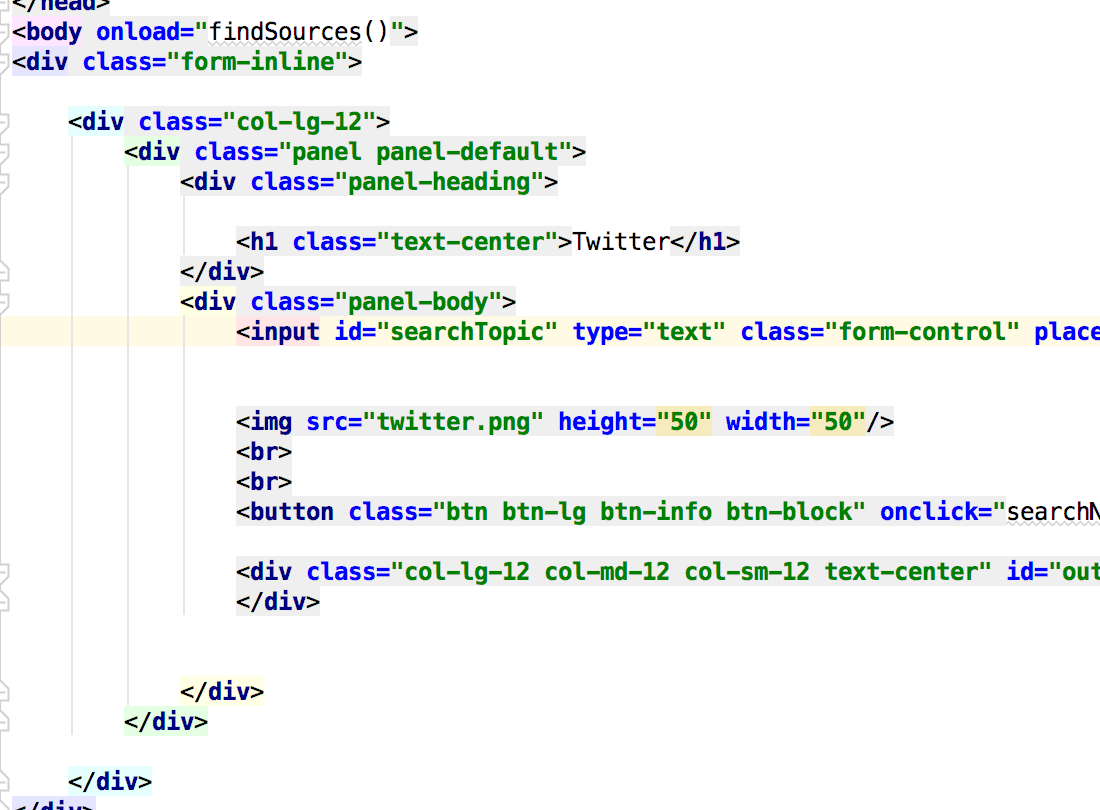 </head>
<body onload="findSources()">
<div class="form-inline">
<div class="col-lg-12">
<div class="panel panel-default">
<div class="panel-heading">
<h1 class="text-center">Twitter</h1>
</div>
<div class="panel-body">
<input id="searchTopic" type="text" class="form-control" place
<img src="twitter.png" height="50" width="50"/>
<br>
<br>
<button class="btn btn-lg btn-info btn-block" onclick="searchN
<div class="col-lg-12 col-md-12 col-sm-12 text-center" id="out
</div>
</div>
</div>
</div>
</div>